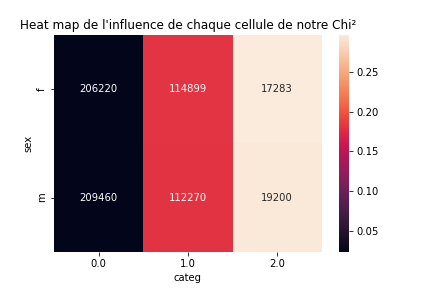 Heat map de l'influence de chaque cellule de notre Chi²
f
206220 114899 17283
0.25
0.20
sex
0.15
m
209460 112270 19200
0.10
0.05
0.0 1.0 2.0
categ